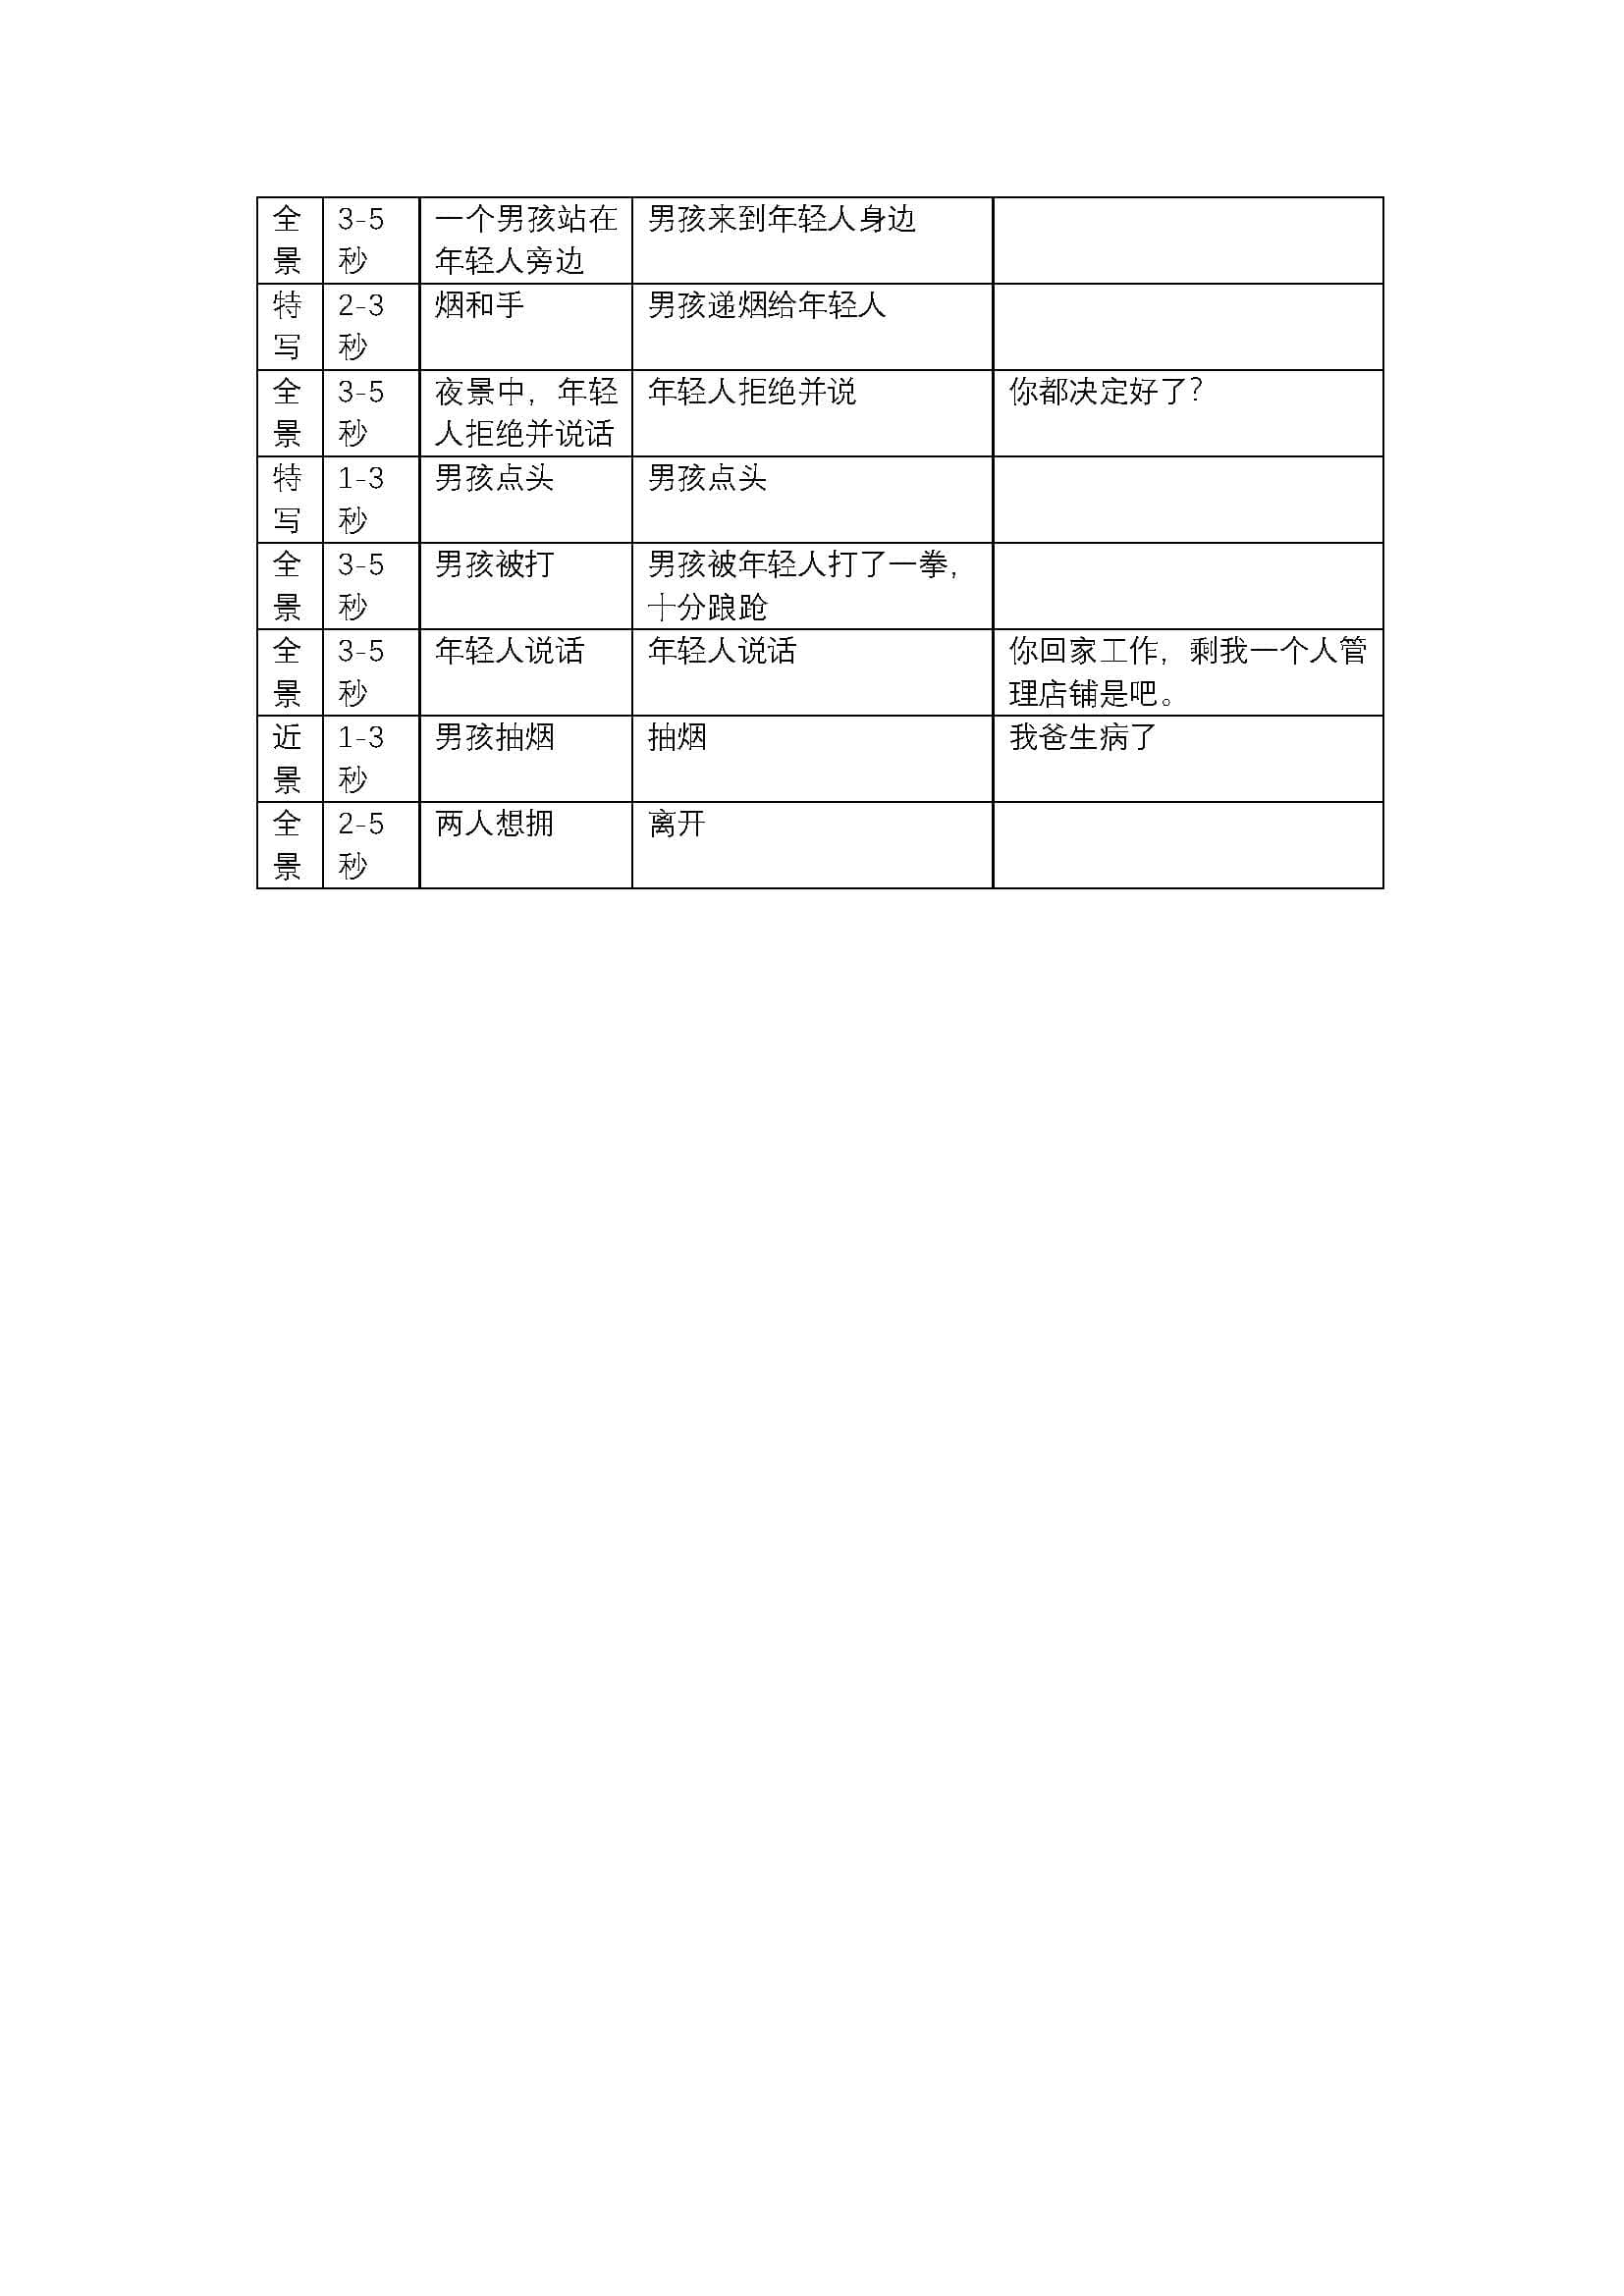 全 3-5 一个男孩站在 男孩来到年轻人身边
景 秒 年轻人旁边
特 2-3 烟和手 男孩递烟给年轻人
写 秒
全 3-5 夜景中，年轻 年轻人拒绝并说 你都决定好了？
景 秒 人拒绝并说话
特 1-3 男孩点头 男孩点头
写 秒
全 3-5 男孩被打 男孩被年轻人打了一拳，
景 秒 十分踉跄
全 3-5 年轻人说话 年轻人说话 你回家工作，剩我一个人管
景 秒 理店铺是吧。
近 1-3 男孩抽烟 抽烟 我爸生病了
景 秒
全 2-5 两人想拥 离开
景 秒